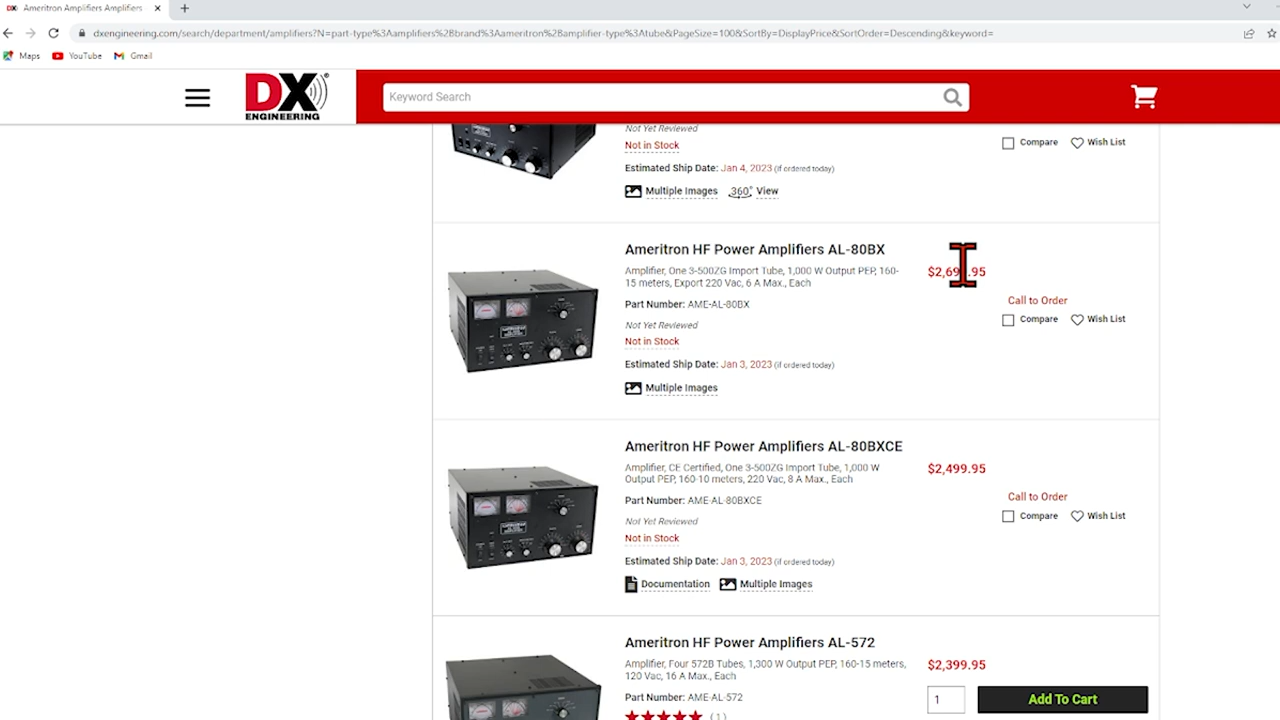 Ameritron Amplifiers Amplifiers
dxengineering.com/search/department/amplifiers?N=part-type%3Aamplifiers%2Bbrand%3Aameritron%2Bamplifier-type%3Atube&PageSize=100&SortBy=DisplayPrice&SortOrder=Descending&keyword=
Maps YouTube Gmail
DX ENGINEERING
Keyword Search
Not Yet Reviewed
Not in Stock
Compare Wish List
Estimated Ship Date: Jan 4, 2023 (if ordered today)
Multiple Images 360° View
Ameritron HF Power Amplifiers AL-80BX
Amplifier, One 3-500ZG Import Tube, 1,000 W Output PEP, 160-
15 meters, Export 220 Vac, 6 A Max., Each
Part Number: AME-AL-80BX
Call to Order
Not Yet Reviewed
Compare Wish List
Not in Stock
Estimated Ship Date: Jan 3, 2023 (if ordered today)
Multiple Images
Ameritron HF Power Amplifiers AL-80BXCE
Amplifier, CE Certified, One 3-500ZG Import Tube, 1,000 W
Output PEP, 160-10 meters, 220 Vac, 8 A Max., Each
$2,499.95
Part Number: AME-AL-80BXCE
Call to Order
Not Yet Reviewed
Compare Wish List
Not in Stock
Estimated Ship Date: Jan 3, 2023 (if ordered today)
Documentation Multiple Images
Ameritron HF Power Amplifiers AL-572
Amplifier, Four 572B Tubes, 1,300 W Output PEP, 160-15 meters,
120 Vac, 16 A Max., Each
$2,399.95
Part Number: AME-AL-572
1 Add To Cart
(1)